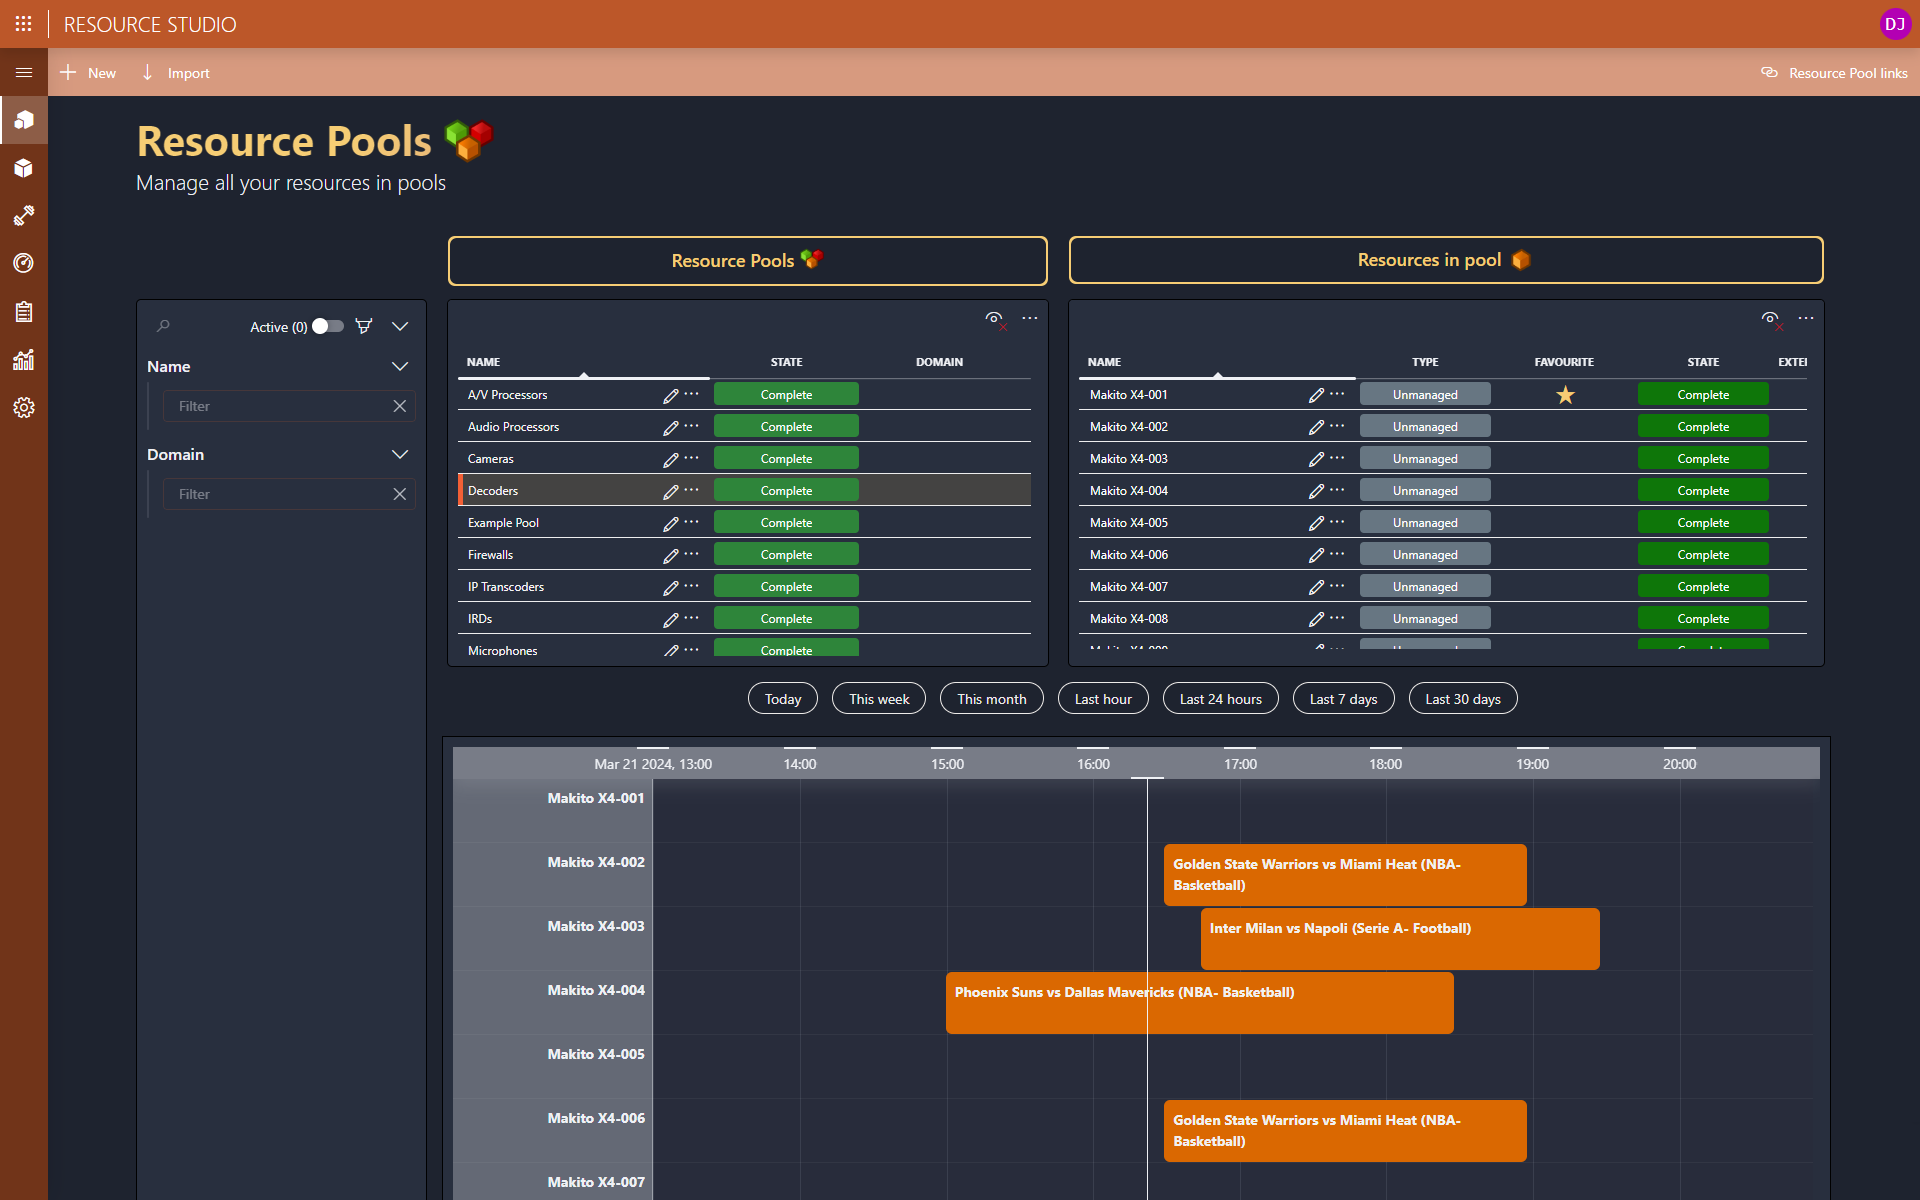 RESOURCE STUDIO
DJ
New
Import
Resource Pool links
Resource Pools
Manage all your resources in pools
Resource Pools
Resources in pool
Active (0)
Name
Filter
Domain
Filter
NAME STATE DOMAIN
A/V Processors Complete
Audio Processors Complete
Cameras Complete
Decoders Complete
Example Pool Complete
Firewalls Complete
IP Transcoders Complete
IRDs Complete
Microphones Complete
NAME TYPE FAVOURITE STATE
Makito X4-001 Unmanaged Complete
Makito X4-002 Unmanaged Complete
Makito X4-003 Unmanaged Complete
Makito X4-004 Unmanaged Complete
Makito X4-005 Unmanaged Complete
Makito X4-006 Unmanaged Complete
Makito X4-007 Unmanaged Complete
Makito X4-008 Unmanaged Complete
Today This week This month Last hour Last 24 hours Last 7 days Last 30 days
Mar 21 2024, 13:00 14:00 15:00 16:00 17:00 18:00 19:00 20:00
Makito X4-001
Makito X4-002
Golden State Warriors vs Miami Heat (NBA-
Basketball)
Makito X4-003
Inter Milan vs Napoli (Serie A- Football)
Makito X4-004
Phoenix Suns vs Dallas Mavericks (NBA- Basketball)
Makito X4-005
Makito X4-006
Golden State Warriors vs Miami Heat (NBA-
Basketball)
Makito X4-007